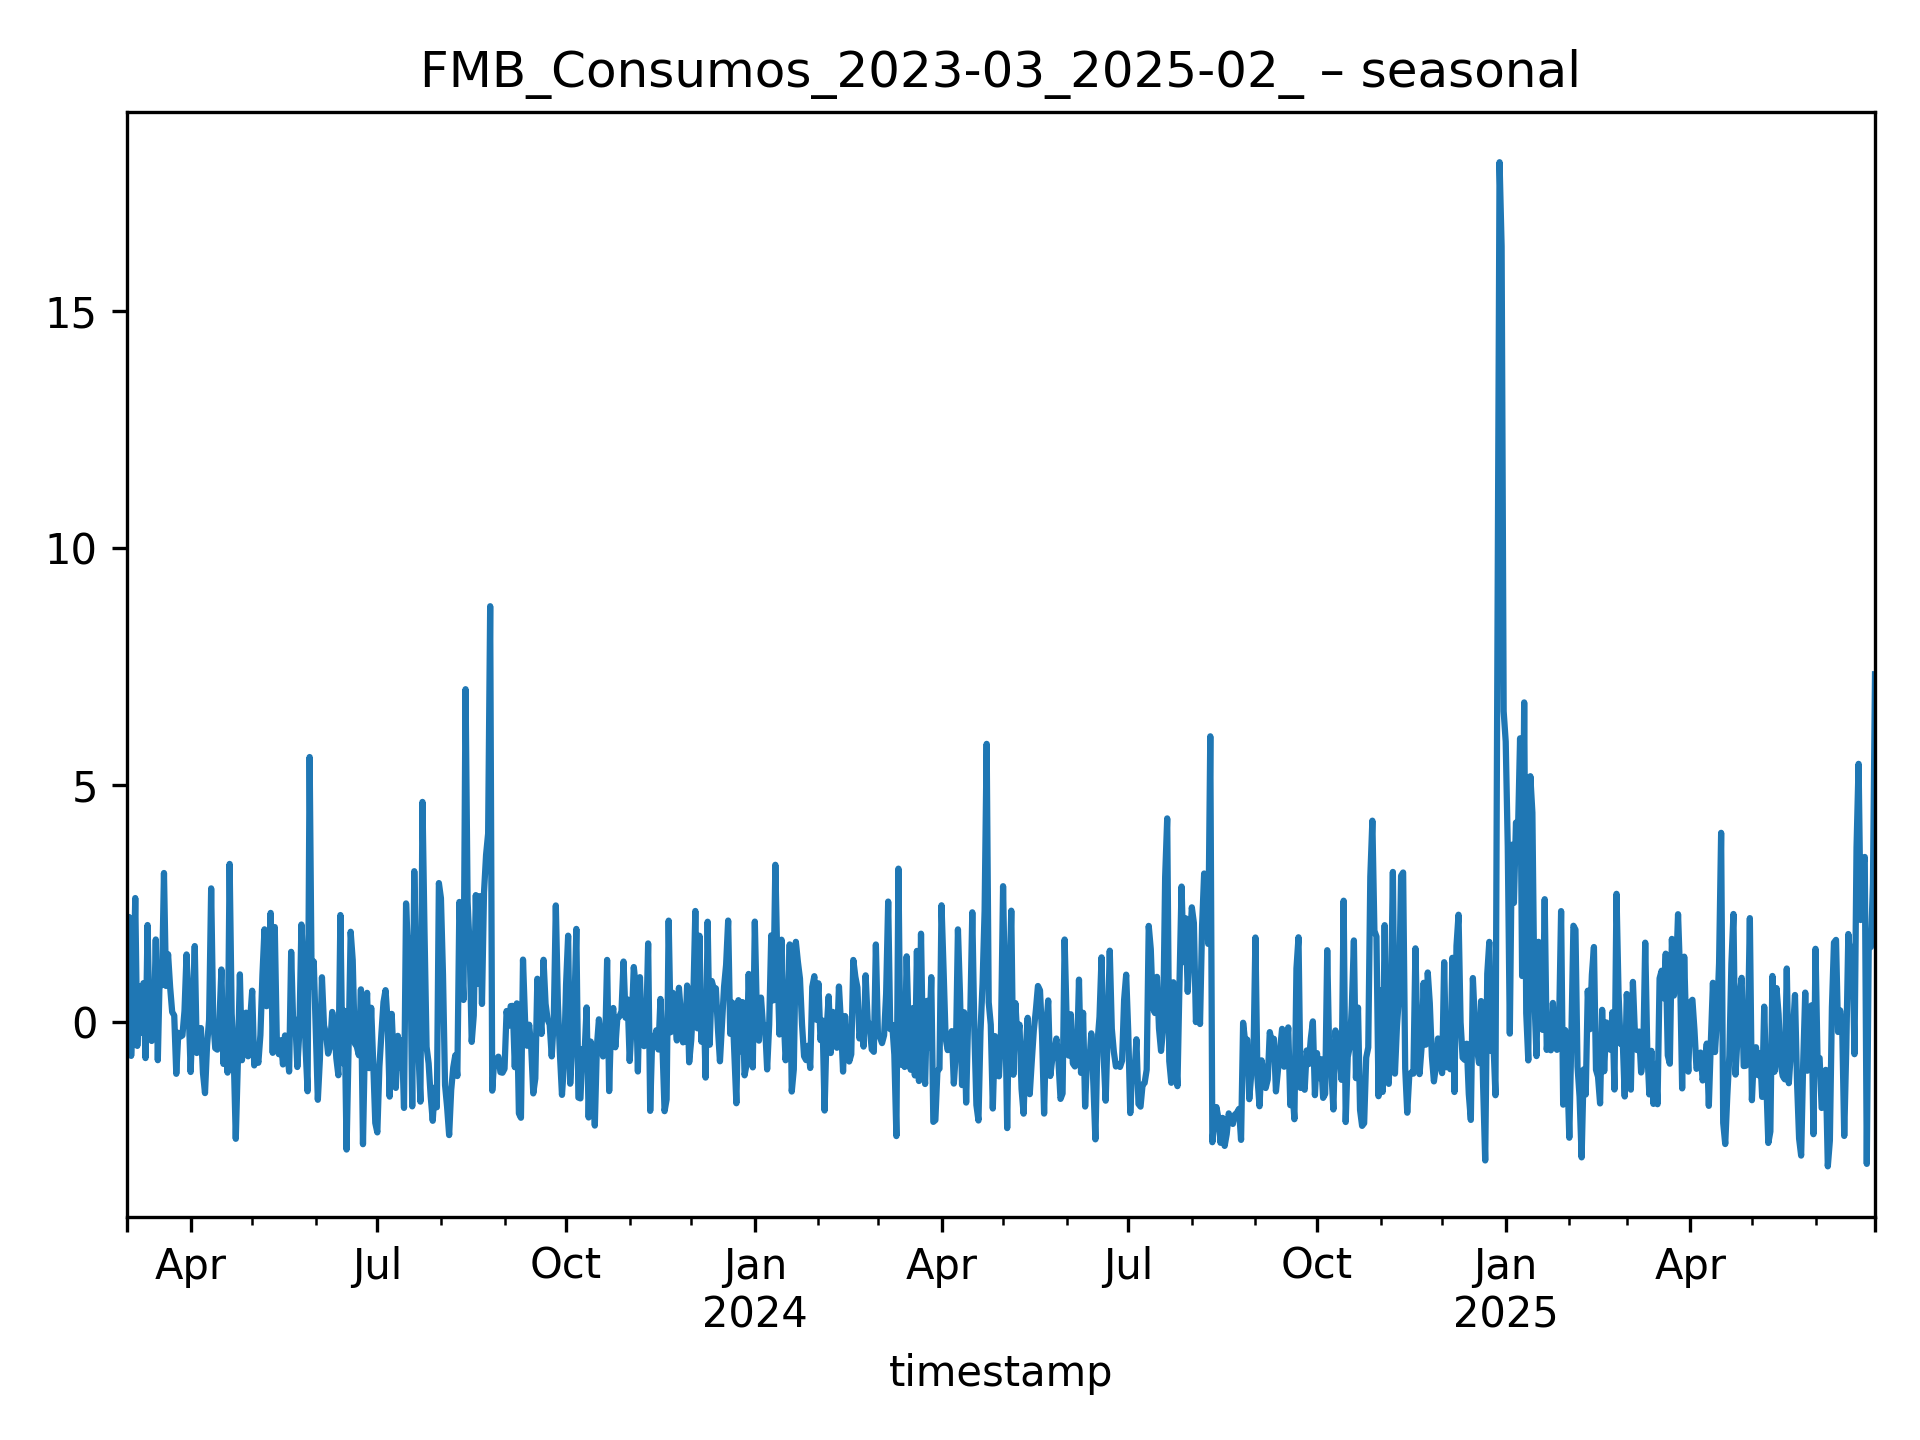 FMB_Consumos_2023-03_2025-02_ – seasonal
15
10
5
0
Apr Jul Oct Jan Apr Jul Oct Jan Apr
2024 2025
timestamp